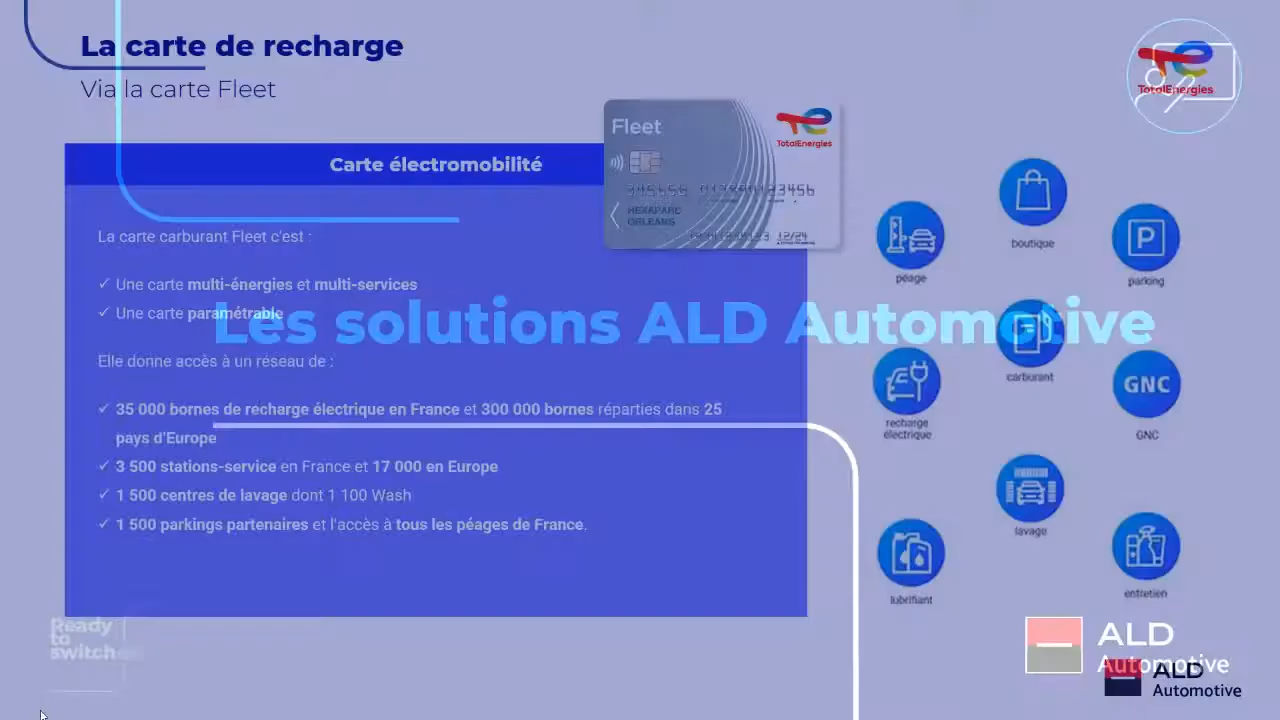 La carte de recharge
Via la carte Fleet
TotalEnergies
Carte électromobilité
Fleet
TotalEnergies
HEXAPARC
ORLEANS
12/24
La carte carburant Fleet c'est :
✓ Une carte multi-énergies et multi-services
✓ Une carte paramétrable
Les solutions ALD Automotive
Elle donne accès à un réseau de :
✓ 35 000 bornes de recharge électrique en France et 300 000 bornes réparties dans 25
pays d'Europe
✓ 3 500 stations-service en France et 17 000 en Europe
✓ 1 500 centres de lavage dont 1 100 Wash
✓ 1 500 parkings partenaires et l'accès à tous les péages de France.
boutique
péage
P
parking
carburant
GNC
recharge
électrique
GNC
lavage
lubrifiant
entretien
Ready
to
switch
ALD
Automotive
ALD
Automotive